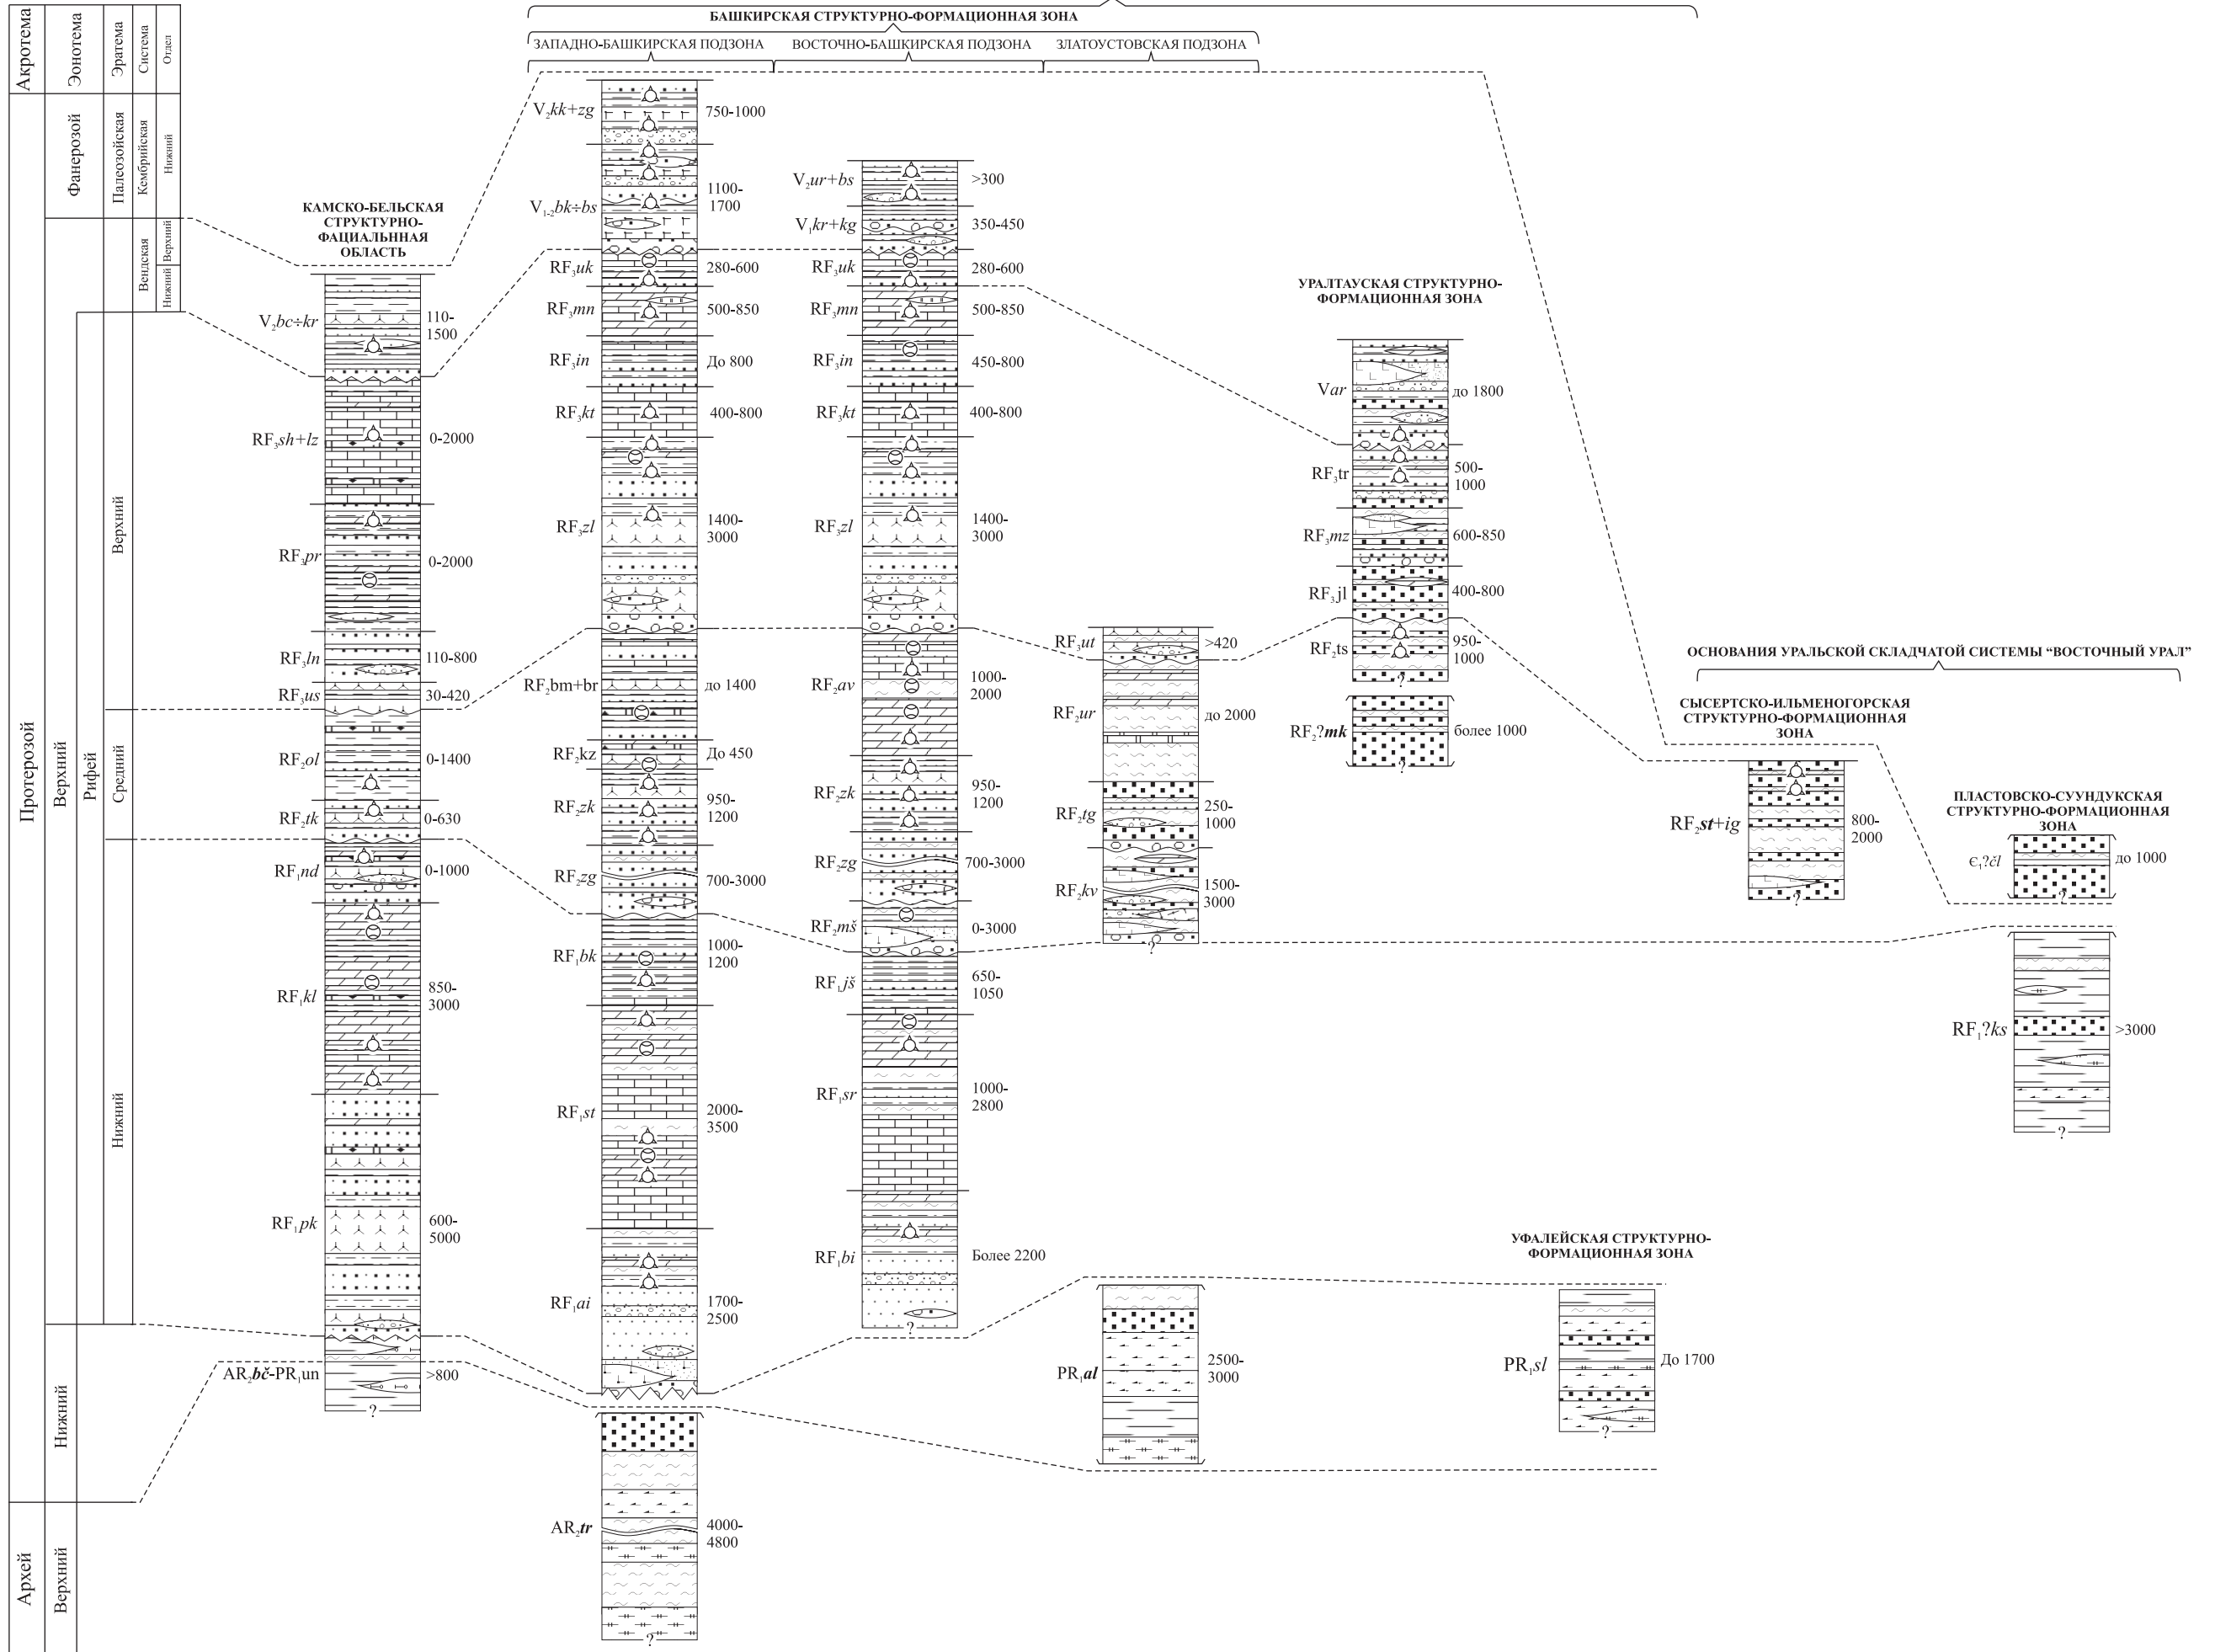 Акротема
Эонотема
Эратема
Система
Отдел
Фанерозой
Палеозойская
Кембрийская
Нижний
Вендская
Верхний
Нижний
Протерозой
Верхний
Рифей
Верхний
Средний
Нижний
Нижний
Архей
Верхний
БАШКИРСКАЯ СТРУКТУРНО-ФОРМАЦИОННАЯ ЗОНА
ЗАПАДНО-БАШКИРСКАЯ ПОДЗОНА
ВОСТОЧНО-БАШКИРСКАЯ ПОДЗОНА
ЗЛАТОУСТОВСКАЯ ПОДЗОНА
КАМСКО-БЕЛЬСКАЯ
СТРУКТУРНО-
ФАЦИАЛЬННАЯ
ОБЛАСТЬ
V₂bc÷kr
110-
1500
RF₃sh+lz
0-2000
RF₃pr
0-2000
RF₃ln
110-800
RF₃us
30-420
RF₂ol
0-1400
RF₂tk
0-630
RF₁nd
0-1000
RF₁kl
850-
3000
RF₁pk
600-
5000
AR₂bč-PR₁un
>800
?
V₂kk+zg
750-1000
V₁₋₂bk÷bs
1100-
1700
RF₃uk
280-600
RF₃mn
500-850
RF₃in
До 800
RF₃kt
400-800
RF₃zl
1400-
3000
RF₂bm+br
до 1400
RF₂kz
До 450
RF₂zk
950-
1200
RF₂zg
700-3000
RF₁bk
1000-
1200
RF₁st
2000-
3500
RF₁ai
1700-
2500
AR₂tr
4000-
4800
?
V₂ur+bs
>300
V₁kr+kg
350-450
RF₃uk
280-600
RF₃mn
500-850
RF₃in
450-800
RF₃kt
400-800
RF₃zl
1400-
3000
RF₂av
1000-
2000
RF₂zk
950-
1200
RF₂zg
700-3000
RF₂mš
0-3000
RF₁jš
650-
1050
RF₁sr
1000-
2800
RF₁bi
Более 2200
?
RF₃ut
>420
RF₂ur
до 2000
RF₂tg
250-
1000
RF₂kv
1500-
3000
?
PR₁al
2500-
3000
УРАЛТАУСКАЯ СТРУКТУРНО-
ФОРМАЦИОННАЯ ЗОНА
Var
до 1800
RF₃tr
500-
1000
RF₃mz
600-850
RF₃jl
400-800
RF₂ts
950-
1000
?
RF₂?mk
более 1000
?
УФАЛЕЙСКАЯ СТРУКТУРНО-
ФОРМАЦИОННАЯ ЗОНА
PR₁sl
До 1700
?
ОСНОВАНИЯ УРАЛЬСКОЙ СКЛАДЧАТОЙ СИСТЕМЫ “ВОСТОЧНЫЙ УРАЛ”
СЫСЕРТСКО-ИЛЬМЕНОГОРСКАЯ
СТРУКТУРНО-ФОРМАЦИОННАЯ
ЗОНА
RF₂st+ig
800-
2000
?
ПЛАСТОВСКО-СУУНДУКСКАЯ
СТРУКТУРНО-ФОРМАЦИОННАЯ
ЗОНА
Є₁?čl
до 1000
?
RF₁?ks
>3000
?